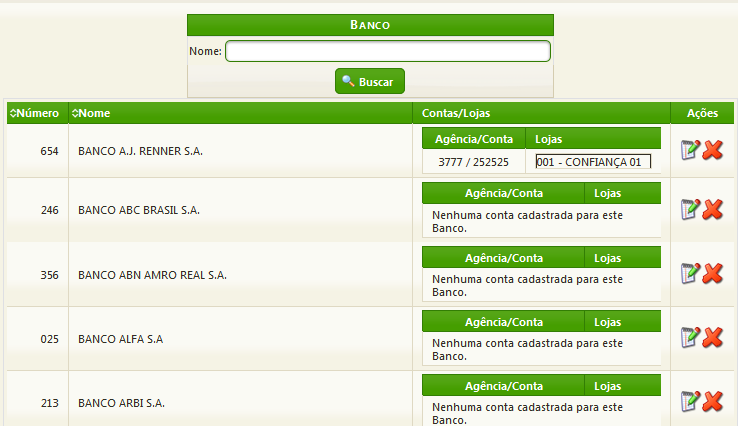 BANCO
Nome:
Buscar
Número Nome Contas/Lojas Ações
Agência/Conta Lojas
654 BANCO A.J. RENNER S.A. 3777 / 252525 001 - CONFIANÇA 01
Agência/Conta Lojas
246 BANCO ABC BRASIL S.A. Nenhuma conta cadastrada para este
Banco.
Agência/Conta Lojas
356 BANCO ABN AMRO REAL S.A. Nenhuma conta cadastrada para este
Banco.
Agência/Conta Lojas
025 BANCO ALFA S.A Nenhuma conta cadastrada para este
Banco.
Agência/Conta Lojas
213 BANCO ARBI S.A. Nenhuma conta cadastrada para este
Banco.